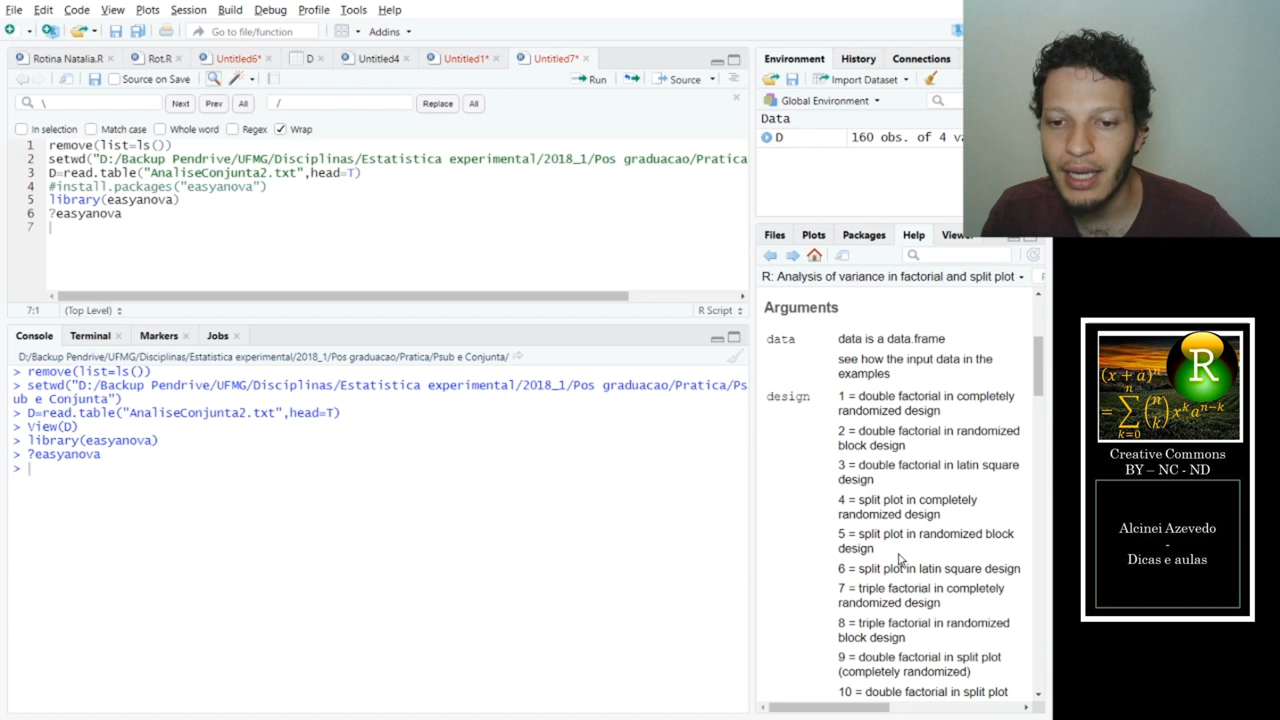 File Edit Code View Plots Session Build Debug Profile Tools Help
Go to file/function Addins
Rotina Natalia.R Rot.R Untitled6* D Untitled4 Untitled1* Untitled7*
Source on Save Run Source
\ Next Prev All / Replace All
In selection Match case Whole word Regex Wrap
1 remove(list=ls())
2 setwd("D:/Backup Pendrive/UFMG/Disciplinas/Estatistica experimental/2018_1/Pos graduacao/Pratica
3 D=read.table("AnaliseConjunta2.txt",head=T)
4 #install.packages("easyanova")
5 library(easyanova)
6 ?easyanova
7
7:1 (Top Level) R Script
Console Terminal Markers Jobs
D:/Backup Pendrive/UFMG/Disciplinas/Estatistica experimental/2018_1/Pos graduacao/Pratica/Psub e Conjunta/
> remove(list=ls())
> setwd("D:/Backup Pendrive/UFMG/Disciplinas/Estatistica experimental/2018_1/Pos graduacao/Pratica/Ps
ub e Conjunta")
> D=read.table("AnaliseConjunta2.txt",head=T)
> View(D)
> library(easyanova)
> ?easyanova
>
Environment History Connections
Import Dataset
Global Environment
Data
D 160 obs. of 4 va
Files Plots Packages Help Viewer
R: Analysis of variance in factorial and split plot
Arguments
data data is a data.frame
see how the input data in the
examples
design 1 = double factorial in completely
randomized design
2 = double factorial in randomized
block design
3 = double factorial in latin square
design
4 = split plot in completely
randomized design
5 = split plot in randomized block
design
6 = split plot in latin square design
7 = triple factorial in completely
randomized design
8 = triple factorial in randomized
block design
9 = double factorial in split plot
(completely randomized)
10 = double factorial in split plot
R
(x + a)^n
= ∑ n k=0 (n k) x^k a^n−k
Creative Commons
BY – NC - ND
Alcinei Azevedo
-
Dicas e aulas